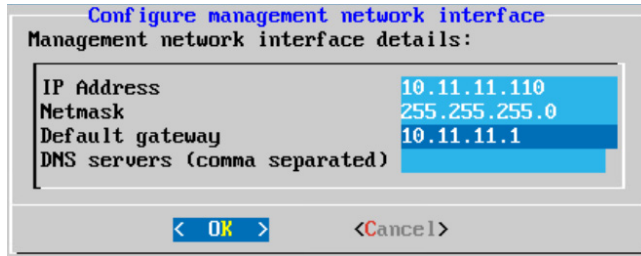 Configure management network interface
Management network interface details:
IP Address 10.11.11.110
Netmask 255.255.255.0
Default gateway 10.11.11.1
DNS servers (comma separated)
< OK > <Cancel>